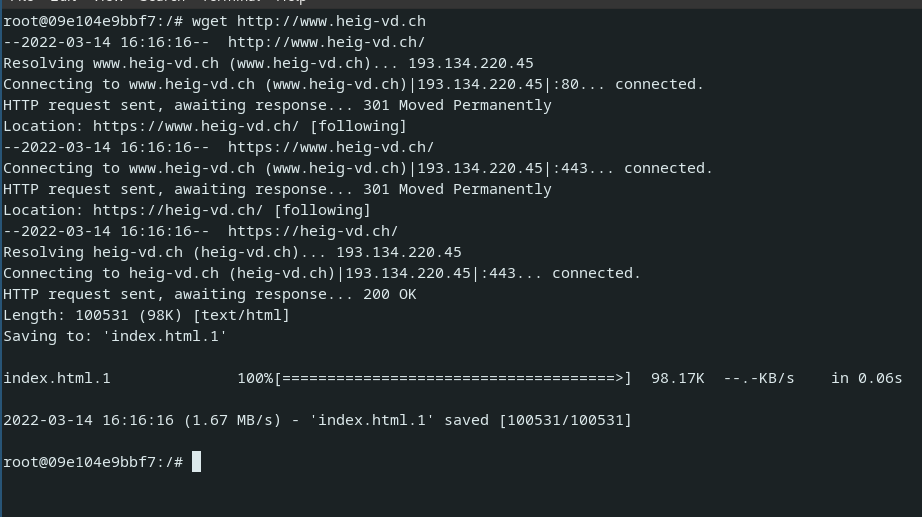 root@09e104e9bbf7:/# wget http://www.heig-vd.ch
--2022-03-14 16:16:16--  http://www.heig-vd.ch/
Resolving www.heig-vd.ch (www.heig-vd.ch)... 193.134.220.45
Connecting to www.heig-vd.ch (www.heig-vd.ch)|193.134.220.45|:80... connected.
HTTP request sent, awaiting response... 301 Moved Permanently
Location: https://www.heig-vd.ch/ [following]
--2022-03-14 16:16:16--  https://www.heig-vd.ch/
Connecting to www.heig-vd.ch (www.heig-vd.ch)|193.134.220.45|:443... connected.
HTTP request sent, awaiting response... 301 Moved Permanently
Location: https://heig-vd.ch/ [following]
--2022-03-14 16:16:16--  https://heig-vd.ch/
Resolving heig-vd.ch (heig-vd.ch)... 193.134.220.45
Connecting to heig-vd.ch (heig-vd.ch)|193.134.220.45|:443... connected.
HTTP request sent, awaiting response... 200 OK
Length: 100531 (98K) [text/html]
Saving to: 'index.html.1'
index.html.1              100%[=====================================>]  98.17K  --.-KB/s    in 0.06s
2022-03-14 16:16:16 (1.67 MB/s) - 'index.html.1' saved [100531/100531]
root@09e104e9bbf7:/#